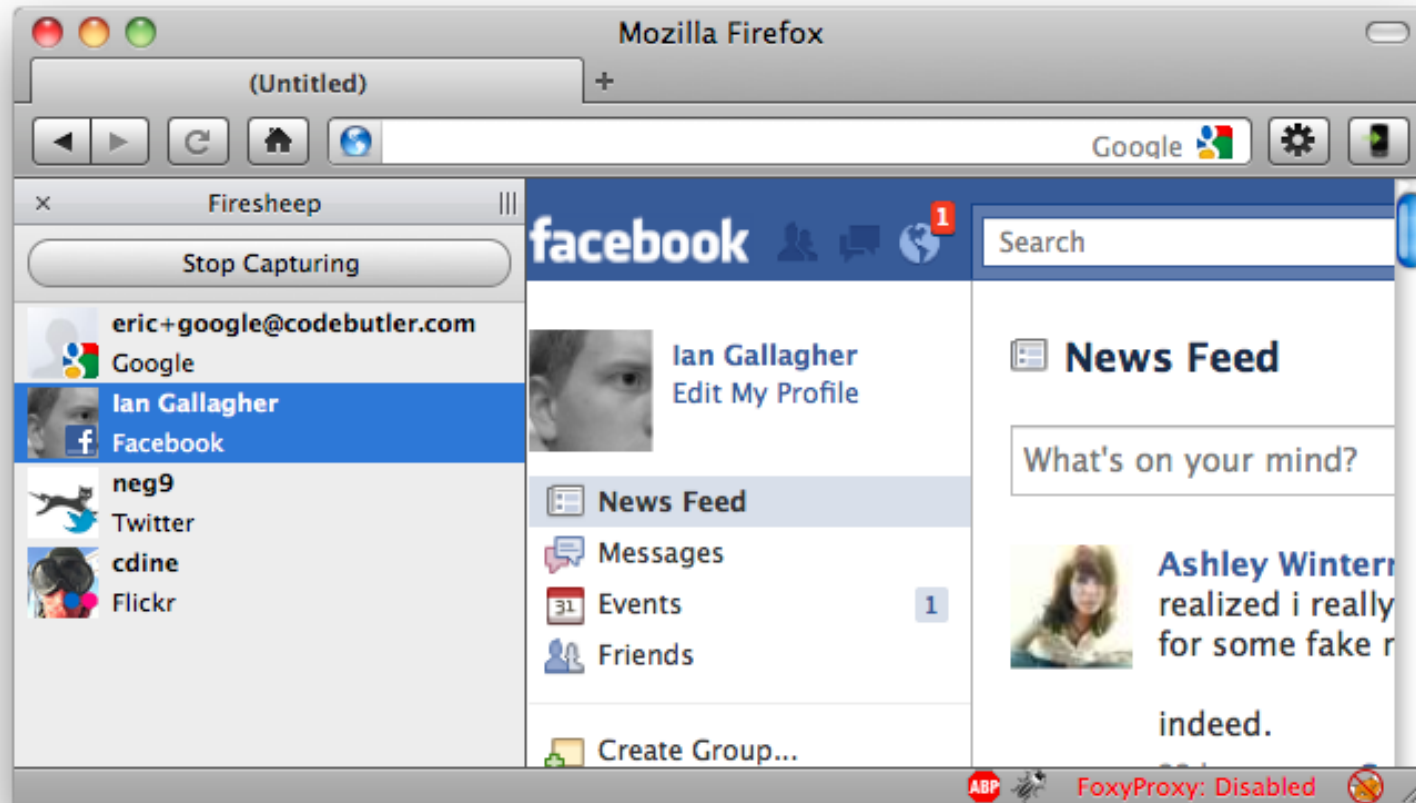 Mozilla Firefox
(Untitled)
+
Google
× Firesheep
Stop Capturing
eric+google@codebutler.com
Google
Ian Gallagher
Facebook
neg9
Twitter
cdine
Flickr
facebook
1
Search
Ian Gallagher
Edit My Profile
News Feed
Messages
31 Events 1
Friends
Create Group...
News Feed
What's on your mind?
Ashley
realized i really
for some fake
indeed.
ABP FoxyProxy: Disabled